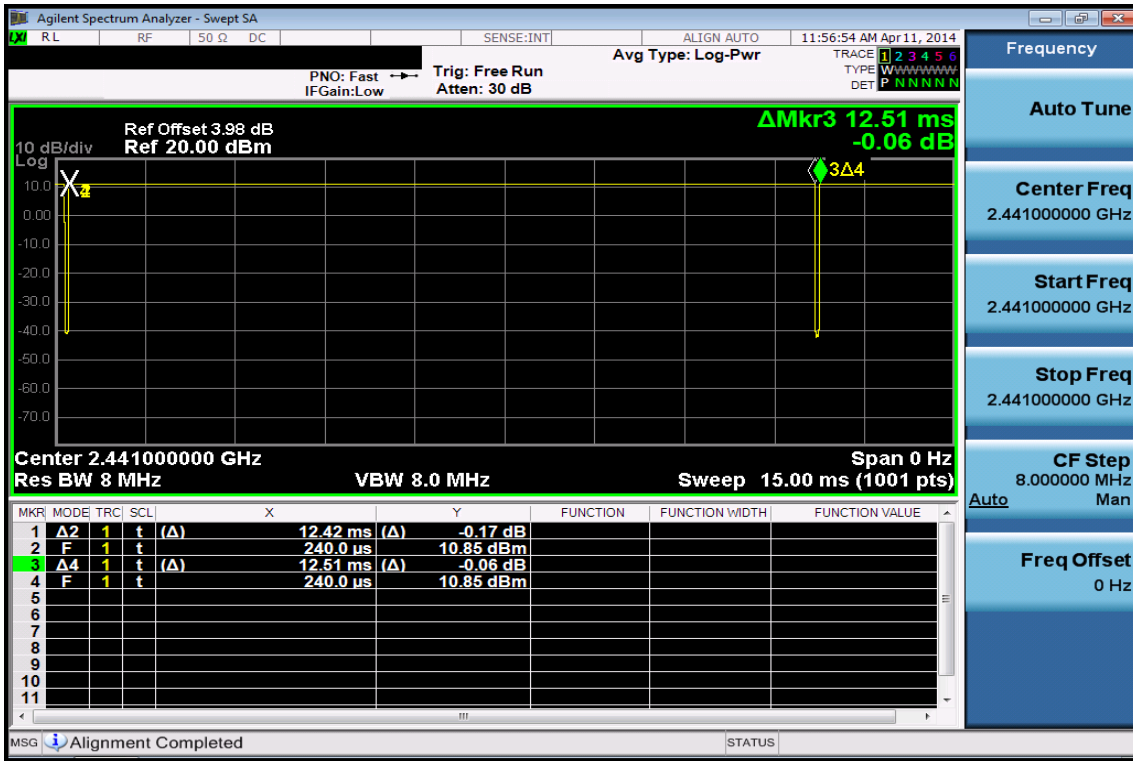 Agilent Spectrum Analyzer - Swept SA
LXI RL RF 50 Ω DC SENSE:INT ALIGN AUTO 11:56:54 AM Apr 11, 2014
Frequency
Avg Type: Log-Pwr
TRACE 1 2 3 4 5 6
PNO: Fast Trig: Free Run
TYPE WWWWWW
IFGain:Low Atten: 30 dB
DET P N N N N N
Auto Tune
ΔMkr3 12.51 ms
-0.06 dB
Ref Offset 3.98 dB
10 dB/div Ref 20.00 dBm
Log
10.0
0.00
-10.0
-20.0
-30.0
-40.0
-50.0
-60.0
-70.0
3Δ4
Center 2.441000000 GHz Span 0 Hz
Res BW 8 MHz VBW 8.0 MHz Sweep 15.00 ms (1001 pts)
Center Freq
2.441000000 GHz
Start Freq
2.441000000 GHz
Stop Freq
2.441000000 GHz
CF Step
8.000000 MHz
Auto Man
Freq Offset
0 Hz
MKR MODE TRC SCL X Y FUNCTION FUNCTION WIDTH FUNCTION VALUE
1 Δ2 1 t (Δ) 12.42 ms (Δ) -0.17 dB
2 F 1 t 240.0 µs 10.85 dBm
3 Δ4 1 t (Δ) 12.51 ms (Δ) -0.06 dB
4 F 1 t 240.0 µs 10.85 dBm
5
6
7
8
9
10
11
MSG Alignment Completed STATUS